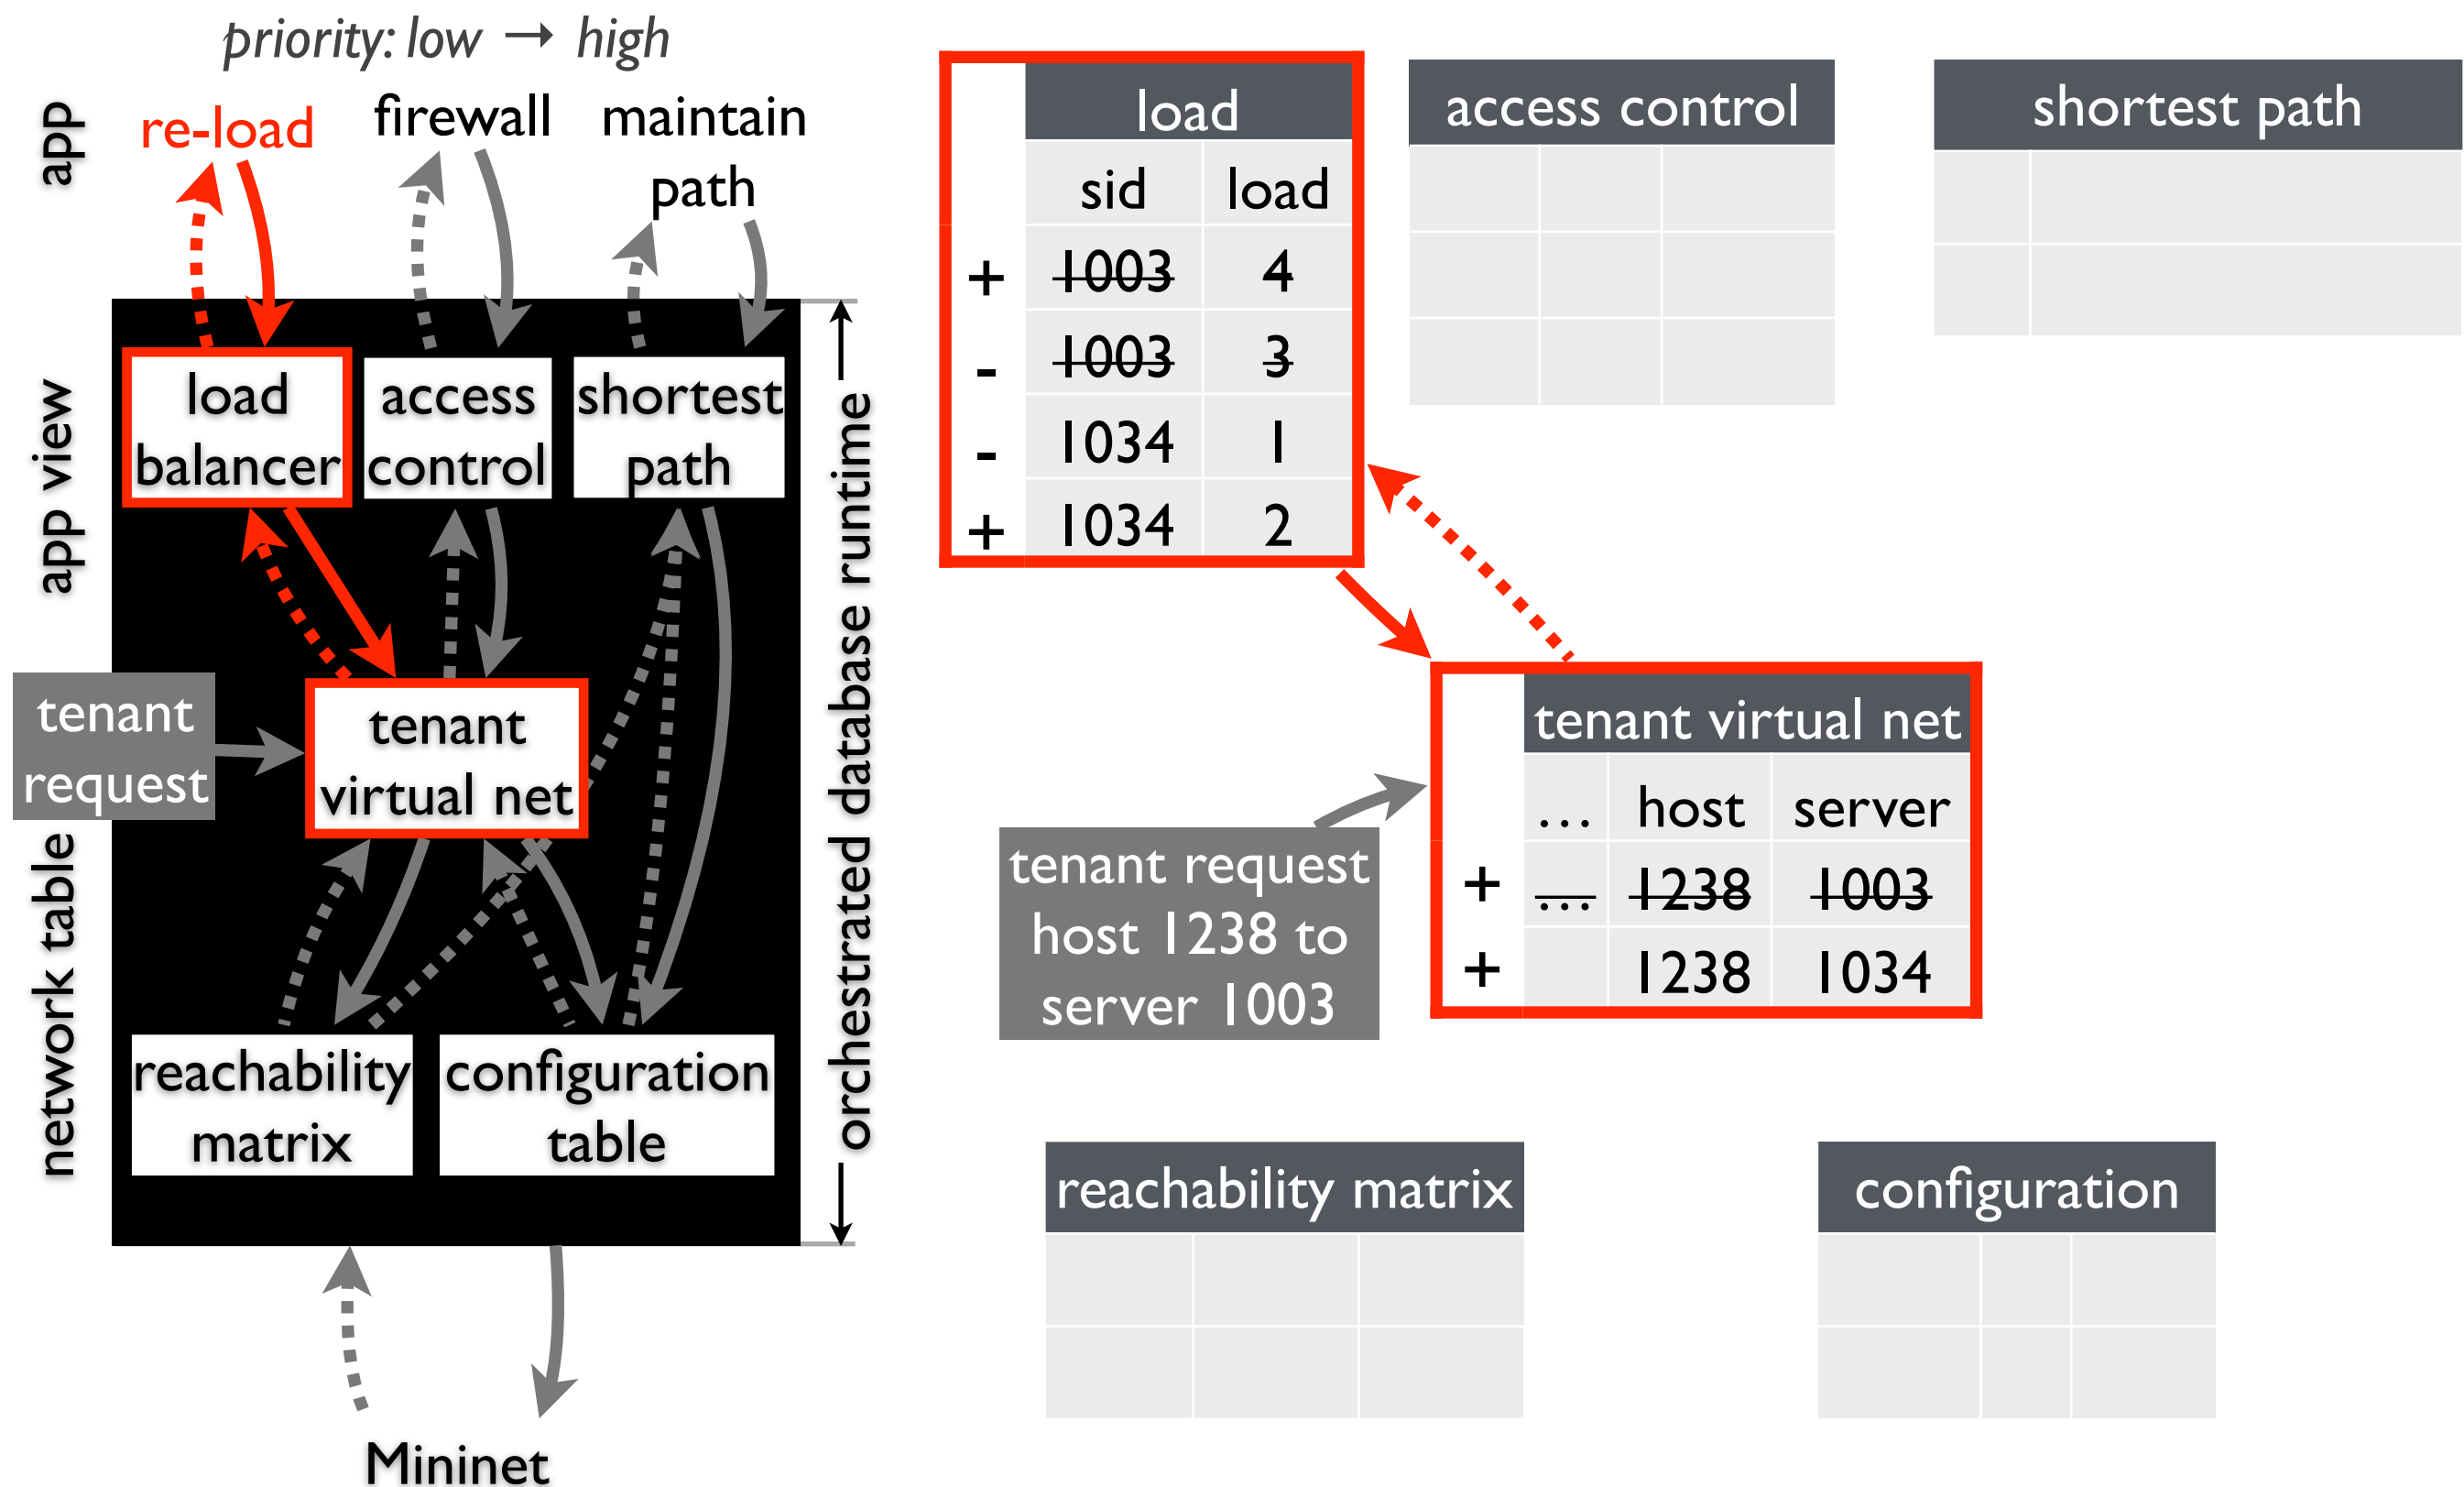 priority: low → high
app
re-load
firewall
maintain
path
app view
load
balancer
access
control
shortest
path
tenant
request
tenant
virtual net
network table
reachability
matrix
configuration
table
orchestrated database runtime
Mininet
load
sid load
+ 1003 4
- 1003 3
- 1034 1
+ 1034 2
access control
shortest path
tenant request
host 1238 to
server 1003
tenant virtual net
... host server
+ ... 1238 1003
+ 1238 1034
reachability matrix
configuration